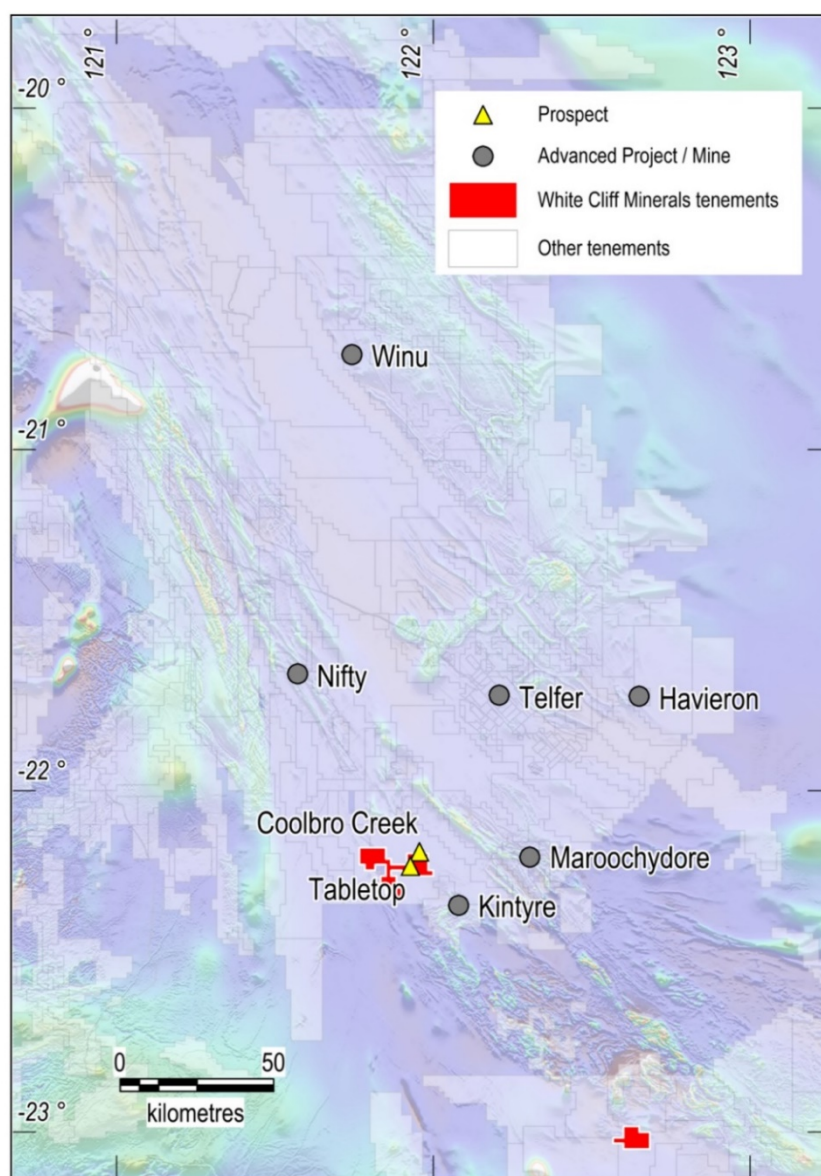 121 °
122 °
123 °
-20 °
Prospect
Advanced Project / Mine
White Cliff Minerals tenements
Other tenements
Winu
-21 °
Nifty
Telfer
Havieron
-22 °
Coolbro Creek
Maroochydore
Tabletop
Kintyre
0 50
kilometres
-23 °